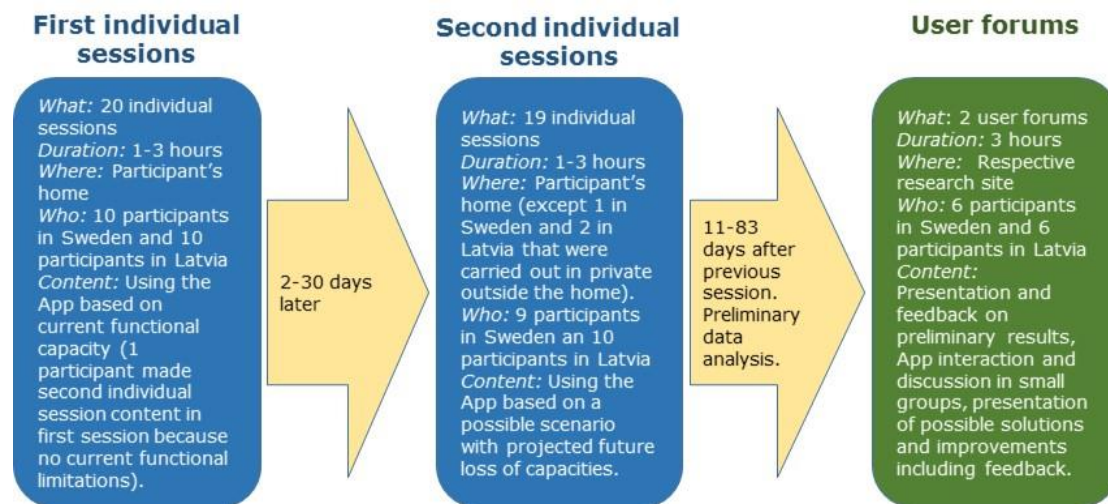 First individual
sessions
What: 20 individual
sessions
Duration: 1-3 hours
Where: Participant's
home
Who: 10 participants
in Sweden and 10
participants in Latvia
Content: Using the
App based on
current functional
capacity (1
participant made
second individual
session content in
first session because
no current functional
limitations).
2-30 days
later
Second individual
sessions
What: 19 individual
sessions
Duration: 1-3 hours
Where: Participant's
home (except 1 in
Sweden and 2 in
Latvia that were
carried out in private
outside the home).
Who: 9 participants
in Sweden an 10
participants in Latvia
Content: Using the
App based on a
possible scenario
with projected future
loss of capacities.
11-83
days after
previous
session.
Preliminary
data
analysis.
User forums
What: 2 user forums
Duration: 3 hours
Where: Respective
research site
Who: 6 participants
in Sweden and 6
participants in Latvia
Content:
Presentation and
feedback on
preliminary results,
App interaction and
discussion in small
groups, presentation
of possible solutions
and improvements
including feedback.